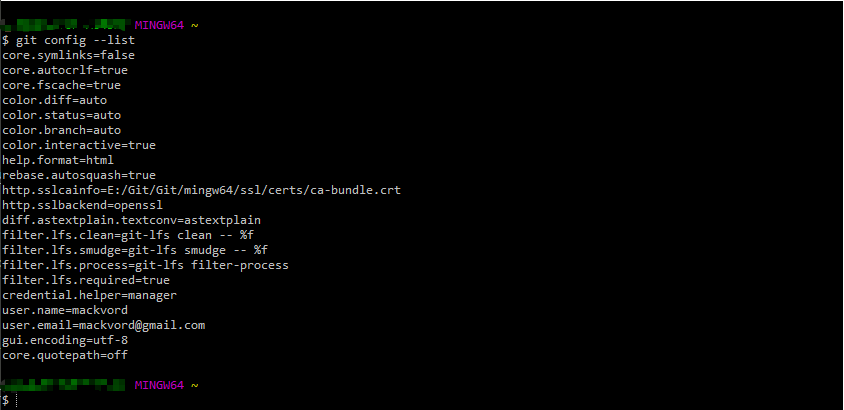 MINGW64 ~
$ git config --list
core.symlinks=false
core.autocrlf=true
core.fscache=true
color.diff=auto
color.status=auto
color.branch=auto
color.interactive=true
help.format=html
rebase.autosquash=true
http.sslcainfo=E:/Git/Git/mingw64/ssl/certs/ca-bundle.crt
http.sslbackend=openssl
diff.astextplain.textconv=astextplain
filter.lfs.clean=git-lfs clean -- %f
filter.lfs.smudge=git-lfs smudge -- %f
filter.lfs.process=git-lfs filter-process
filter.lfs.required=true
credential.helper=manager
user.name=mackvord
user.email=mackvord@gmail.com
gui.encoding=utf-8
core.quotepath=off
MINGW64 ~
$